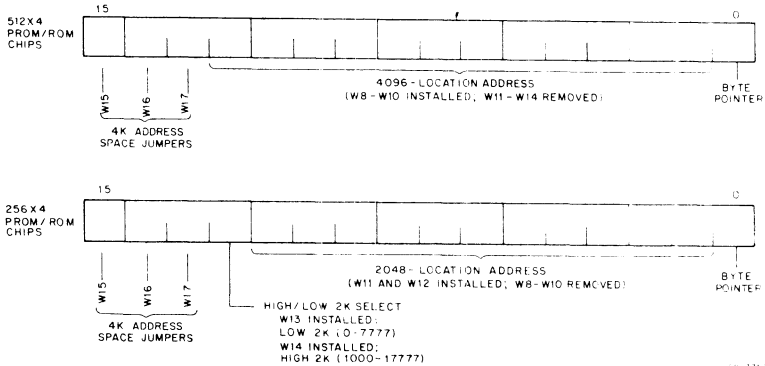 15
0
512X4
PROM/ROM
CHIPS
W15
W16
W17
4K ADDRESS
SPACE JUMPERS
4096-LOCATION ADDRESS
(W8-W10 INSTALLED; W11-W14 REMOVED)
BYTE
POINTER
15
0
256X4
PROM/ROM
CHIPS
W15
W16
W17
4K ADDRESS
SPACE JUMPERS
2048-LOCATION ADDRESS
(W11 AND W12 INSTALLED; W8-W10 REMOVED)
BYTE
POINTER
HIGH/LOW 2K SELECT
W13 INSTALLED;
LOW 2K (0-7777)
W14 INSTALLED;
HIGH 2K (1000-17777)